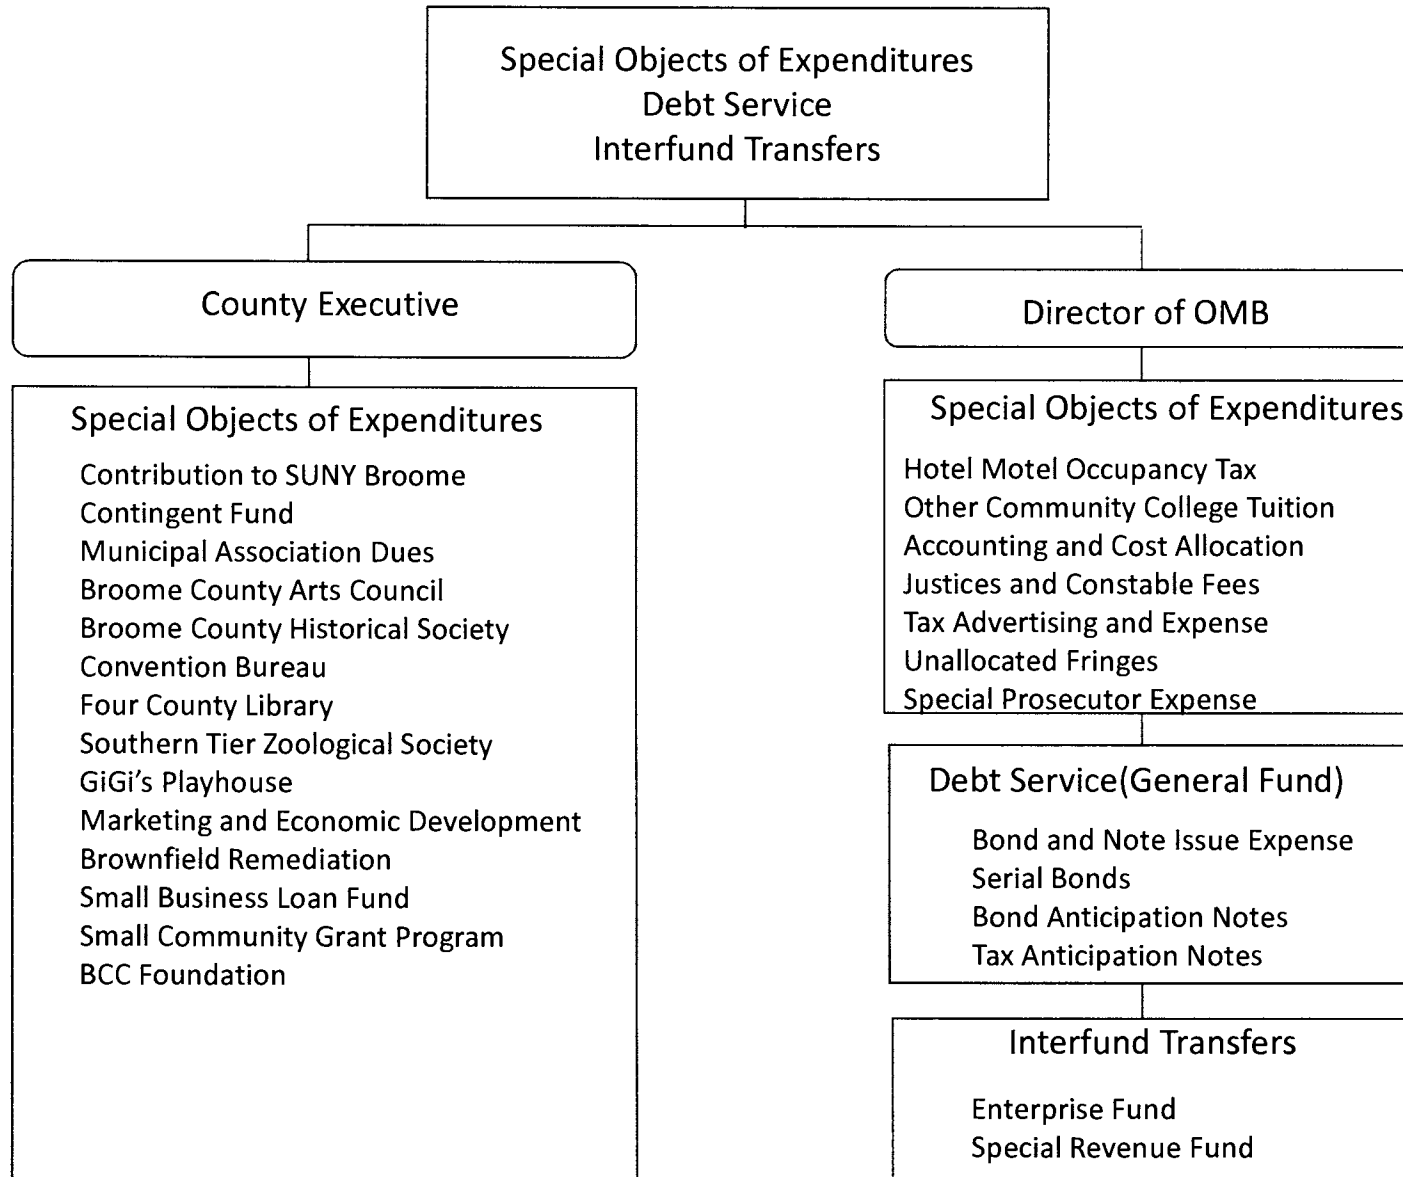 Special Objects of Expenditures
Debt Service
Interfund Transfers
County Executive
Special Objects of Expenditures
Contribution to SUNY Broome
Contingent Fund
Municipal Association Dues
Broome County Arts Council
Broome County Historical Society
Convention Bureau
Four County Library
Southern Tier Zoological Society
GiGi's Playhouse
Marketing and Economic Development
Brownfield Remediation
Small Business Loan Fund
Small Community Grant Program
BCC Foundation
Director of OMB
Special Objects of Expenditures
Hotel Motel Occupancy Tax
Other Community College Tuition
Accounting and Cost Allocation
Justices and Constable Fees
Tax Advertising and Expense
Unallocated Fringes
Special Prosecutor Expense
Debt Service(General Fund)
Bond and Note Issue Expense
Serial Bonds
Bond Anticipation Notes
Tax Anticipation Notes
Interfund Transfers
Enterprise Fund
Special Revenue Fund